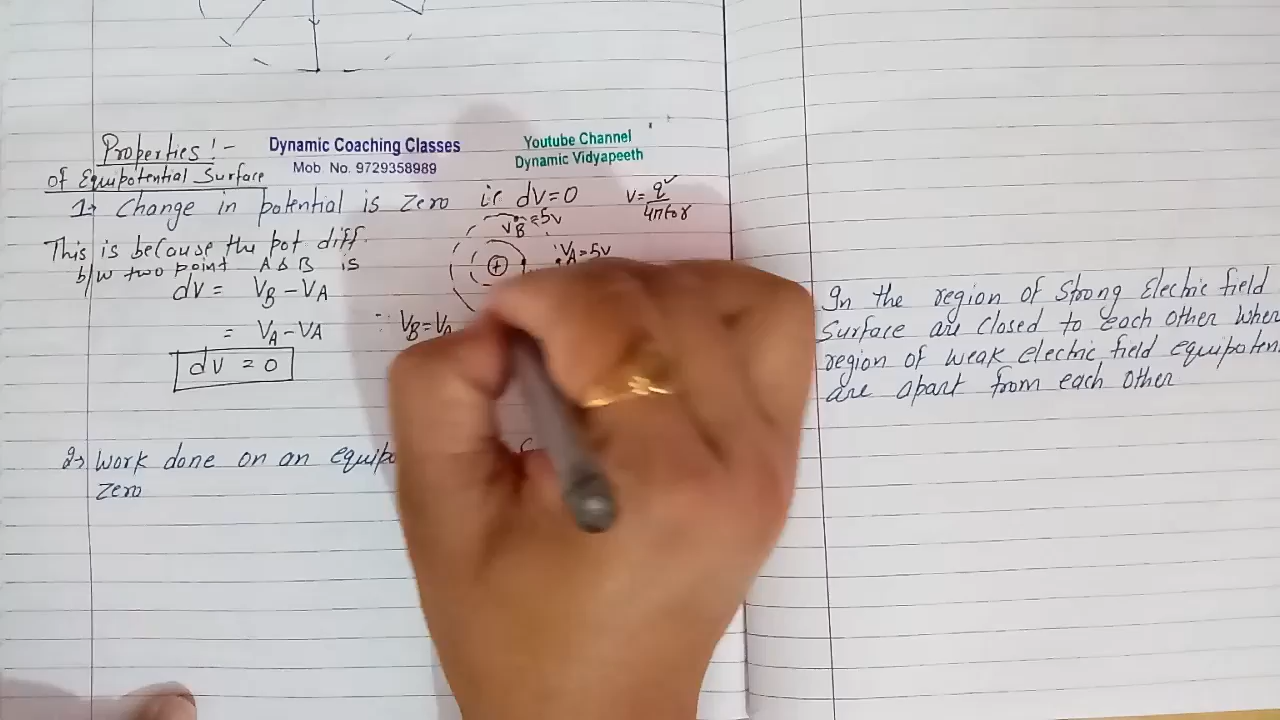 Properties :-
Dynamic Coaching Classes
Mob No. 9729358989
Youtube Channel
Dynamic Vidyapeeth
of Equipotential Surface
1→ Change in potential is zero ie dv=0
V= q / 4πϵ0r
This is because the pot diff.
b/w two point A & B is
VB = 5V
VA = 5V
+
dv = VB - VA
= VA - VA
∵ VB = VA
dv = 0
2→ Work done on an
zero
In the region of Strong Electric field
Surface are closed to each other
region of weak electric field
are apart from each other